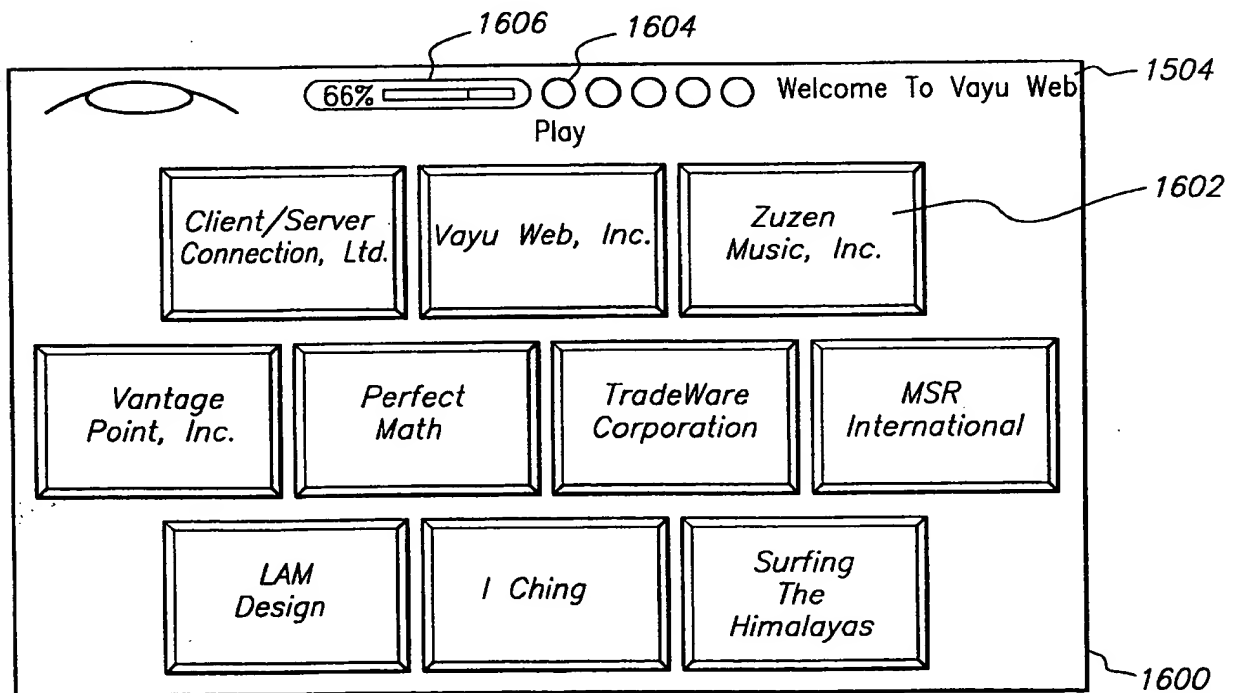 1606
1604
66%
Welcome To Vayu Web
1504
Play
1602
Client/Server
Connection, Ltd.
Vayu Web, Inc.
Zuzen
Music, Inc.
Vantage
Point, Inc.
Perfect
Math
TradeWare
Corporation
MSR
International
LAM
Design
I Ching
Surfing
The
Himalayas
1600